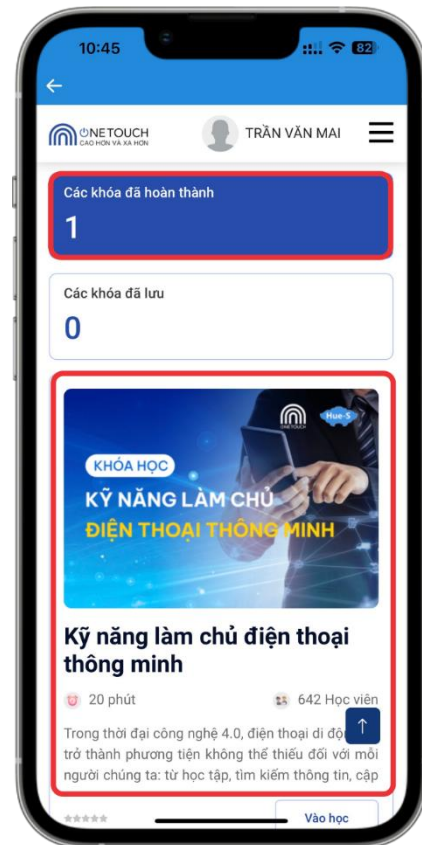 10:45
82
ONETOUCH
CAO HƠN VÀ XA HƠN
TRẦN VĂN MAI
Các khóa đã hoàn thành
1
Các khóa đã lưu
0
ONETOUCH
Hue-S
KHÓA HỌC
KỸ NĂNG LÀM CHỦ
ĐIỆN THOẠI THÔNG MINH
Kỹ năng làm chủ điện thoại
thông minh
20 phút
642 Học viên
Trong thời đại công nghệ 4.0, điện thoại di
trở thành phương tiện không thể thiếu đối với mỗi
người chúng ta: từ học tập, tìm kiếm thông tin, cập
Vào học